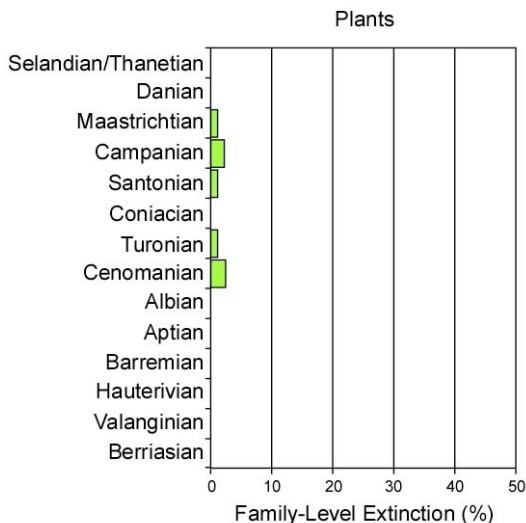 Plants
Selandian/Thanetian
Danian
Maastrichtian
Campanian
Santonian
Coniacian
Turonian
Cenomanian
Albian
Aptian
Barremian
Hauterivian
Valanginian
Berriasian
0 10 20 30 40 50
Family-Level Extinction (%)